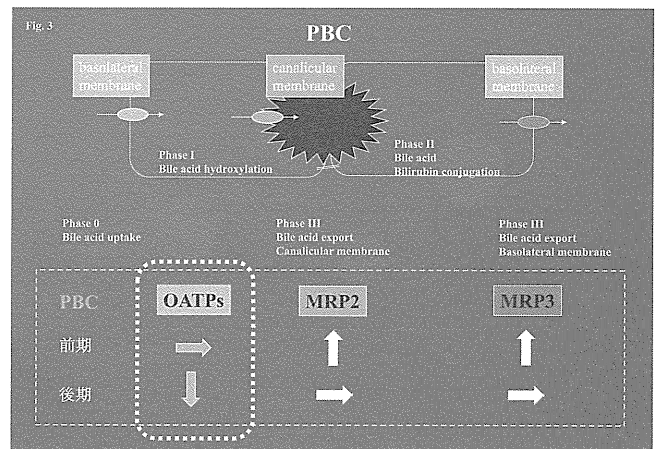 Fig. 3
PBC
basolateral
membrane
canalicular
membrane
basolateral
membrane
Phase I
Bile acid hydroxylation
Phase II
Bile acid
Bilirubin conjugation
Phase 0
Bile acid uptake
Phase III
Bile acid export
Canalicular membrane
Phase III
Bile acid export
Basolateral membrane
PBC
OATPs
MRP2
MRP3
前期
後期